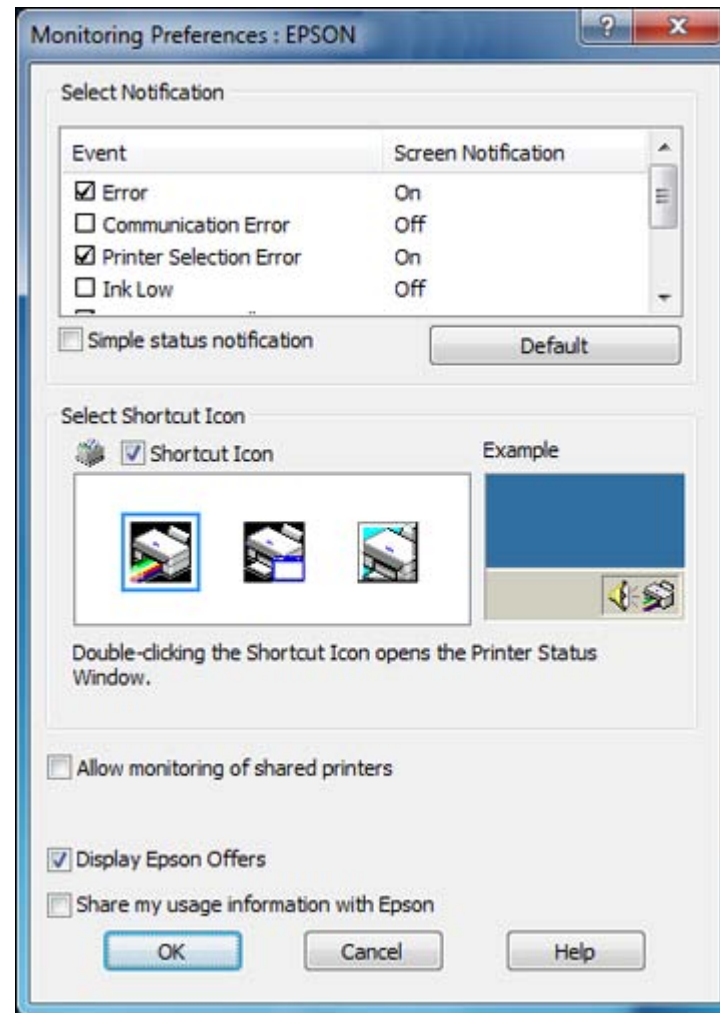 Monitoring Preferences : EPSON
Select Notification
Event Screen Notification
Error On
Communication Error Off
Printer Selection Error On
Ink Low Off
Simple status notification Default
Select Shortcut Icon
Shortcut Icon Example
Double-clicking the Shortcut Icon opens the Printer Status
Window.
Allow monitoring of shared printers
Display Epson Offers
Share my usage information with Epson
OK Cancel Help